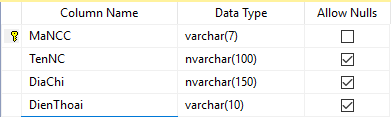 Column Name Data Type Allow Nulls
MaNCC varchar(7)
TenNC nvarchar(100)
DiaChi nvarchar(150)
DienThoai varchar(10)